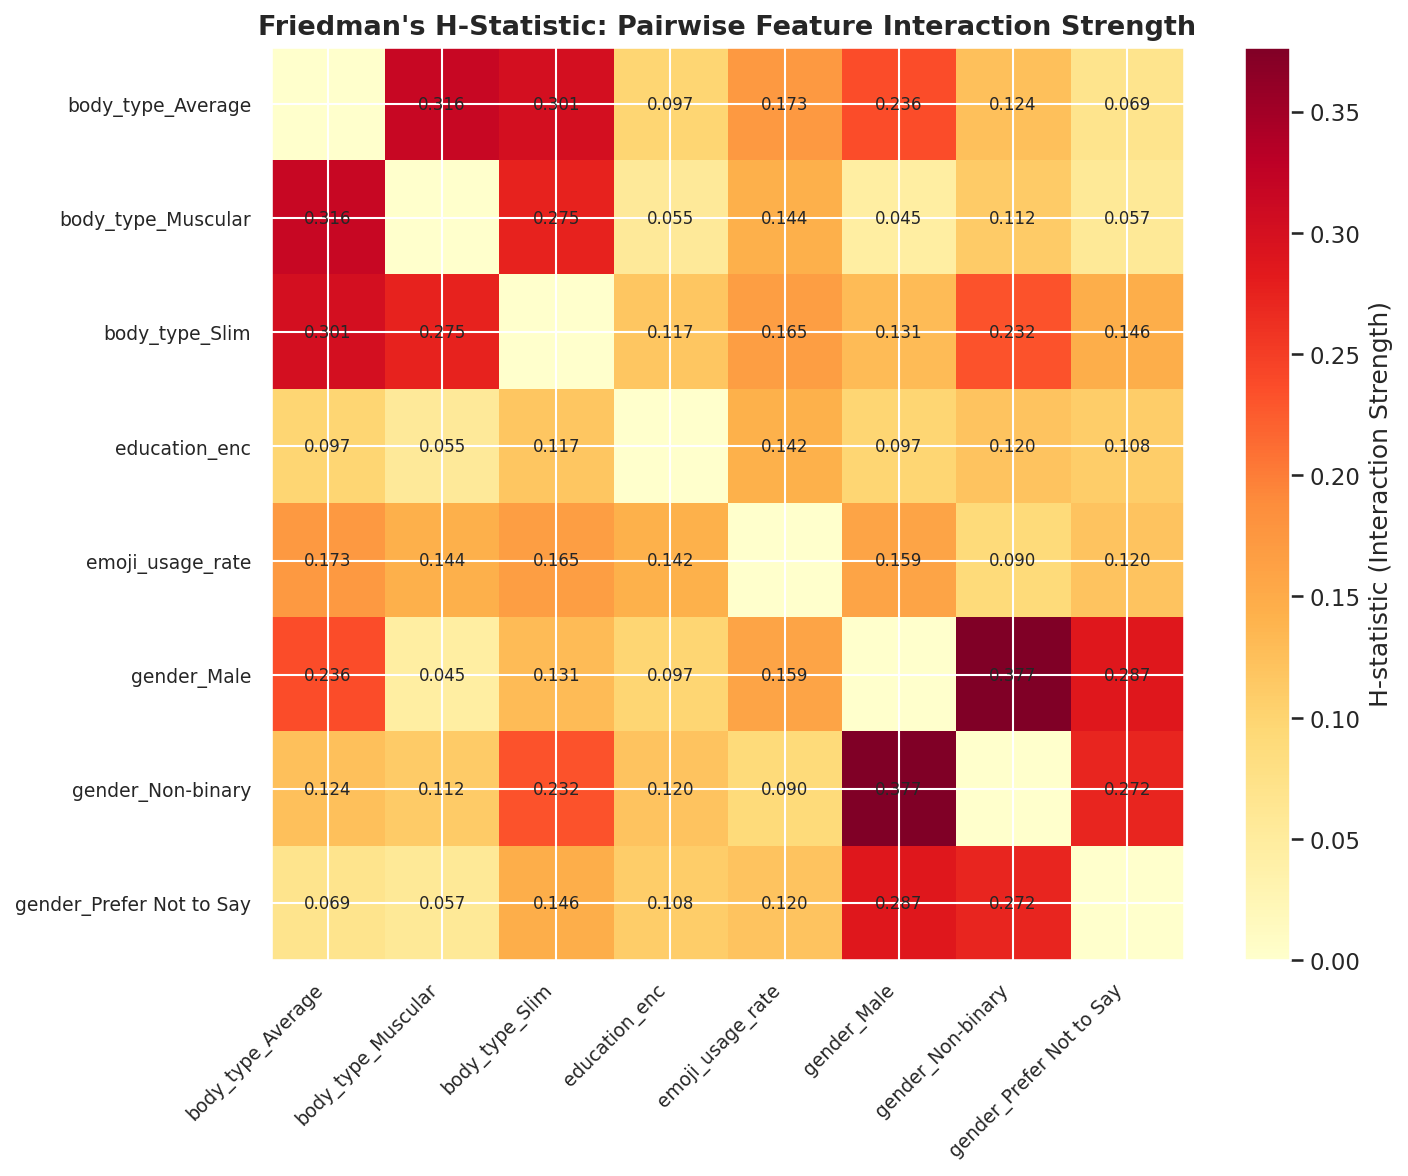 Friedman's H-Statistic: Pairwise Feature Interaction Strength
body_type_Average 0.316 0.301 0.097 0.173 0.236 0.124 0.069
body_type_Muscular 0.316 0.275 0.055 0.144 0.045 0.112 0.057
body_type_Slim 0.301 0.275 0.117 0.165 0.131 0.232 0.146
education_enc 0.097 0.055 0.117 0.142 0.097 0.120 0.108
emoji_usage_rate 0.173 0.144 0.165 0.142 0.159 0.090 0.120
gender_Male 0.236 0.045 0.131 0.097 0.159 0.377 0.287
gender_Non-binary 0.124 0.112 0.232 0.120 0.090 0.377 0.272
gender_Prefer Not to Say 0.069 0.057 0.146 0.108 0.120 0.287 0.272
body_type_Average
body_type_Muscular
body_type_Slim
education_enc
emoji_usage_rate
gender_Male
gender_Non-binary
gender_Prefer Not to Say
0.35
0.30
0.25
0.20
0.15
0.10
0.05
0.00
H-statistic (Interaction Strength)